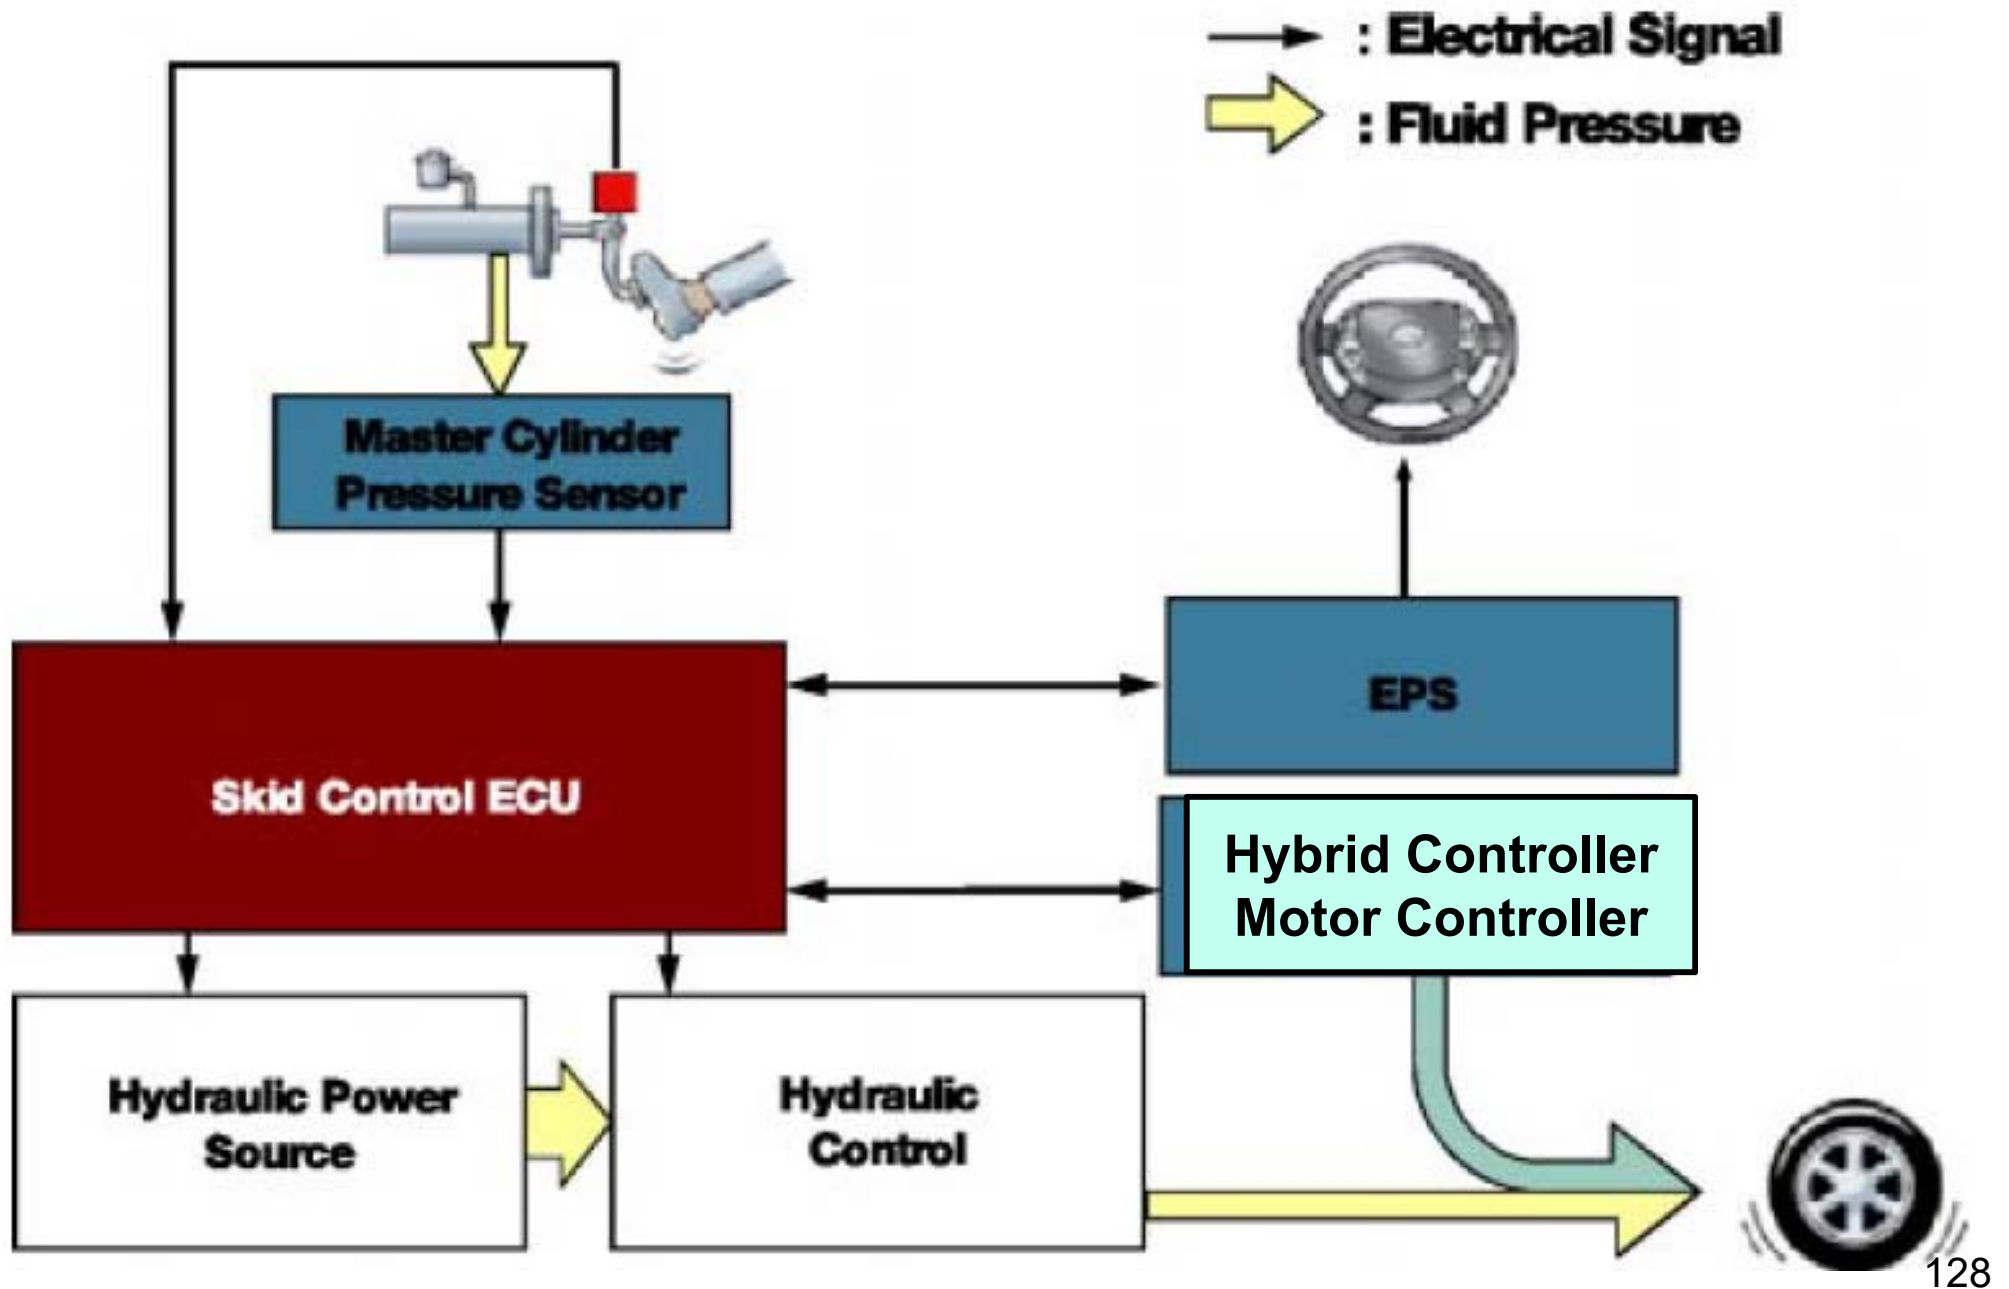 : Electrical Signal
: Fluid Pressure
Master Cylinder
Pressure Sensor
EPS
Skid Control ECU
Hybrid Controller
Motor Controller
Hydraulic Power
Source
Hydraulic
Control
128